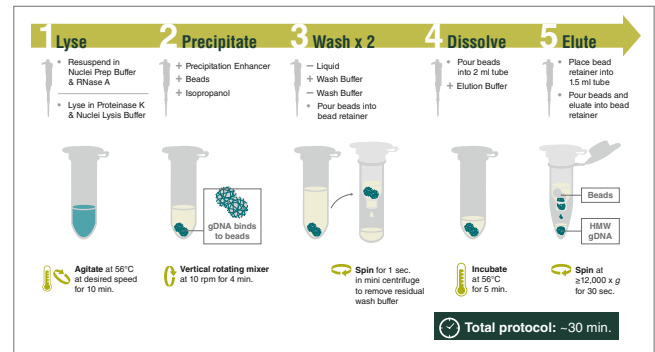 1 Lyse
• Resuspend in
Nuclei Prep Buffer
& RNase A
• Lyse in Proteinase K
& Nuclei Lysis Buffer
Agitate at 56°C
at desired speed
for 10 min.
2 Precipitate
+ Precipitation Enhancer
+ Beads
+ Isopropanol
gDNA binds
to beads
Vertical rotating mixer
at 10 rpm for 4 min.
3 Wash x 2
– Liquid
+ Wash Buffer
– Wash Buffer
• Pour beads into
bead retainer
Spin for 1 sec.
in mini centrifuge
to remove residual
wash buffer
4 Dissolve
• Pour beads
into 2 ml tube
+ Elution Buffer
Incubate
at 56°C
for 5 min.
5 Elute
• Place bead
retainer into
1.5 ml tube
• Pour beads and
eluate into bead
retainer
Beads
HMW
gDNA
Spin at
≥12,000 x g
for 30 sec.
Total protocol: ~30 min.